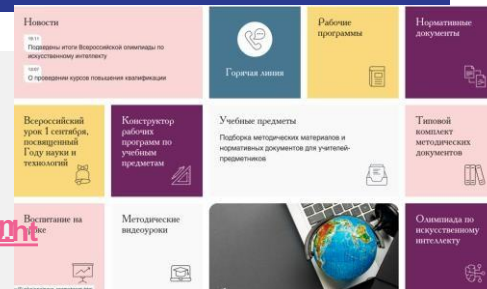 Новости
Подведены итоги Всероссийской олимпиады по
искусственному интеллекту
О проведении курсов повышения квалификации
Горячая линия
Рабочие
программы
Нормативные
документы
Всероссийский
урок 1 сентября,
посвященный
Году науки и
технологий
Конструктор
рабочих
программ по
учебным
предметам
Учебные предметы
Подборка методических материалов и
нормативных документов для учителей-
предметников
Типовой
комплект
методических
документов
Воспитание на
Методические
видеоуроки
Олимпиада по
искусственному
интеллекту